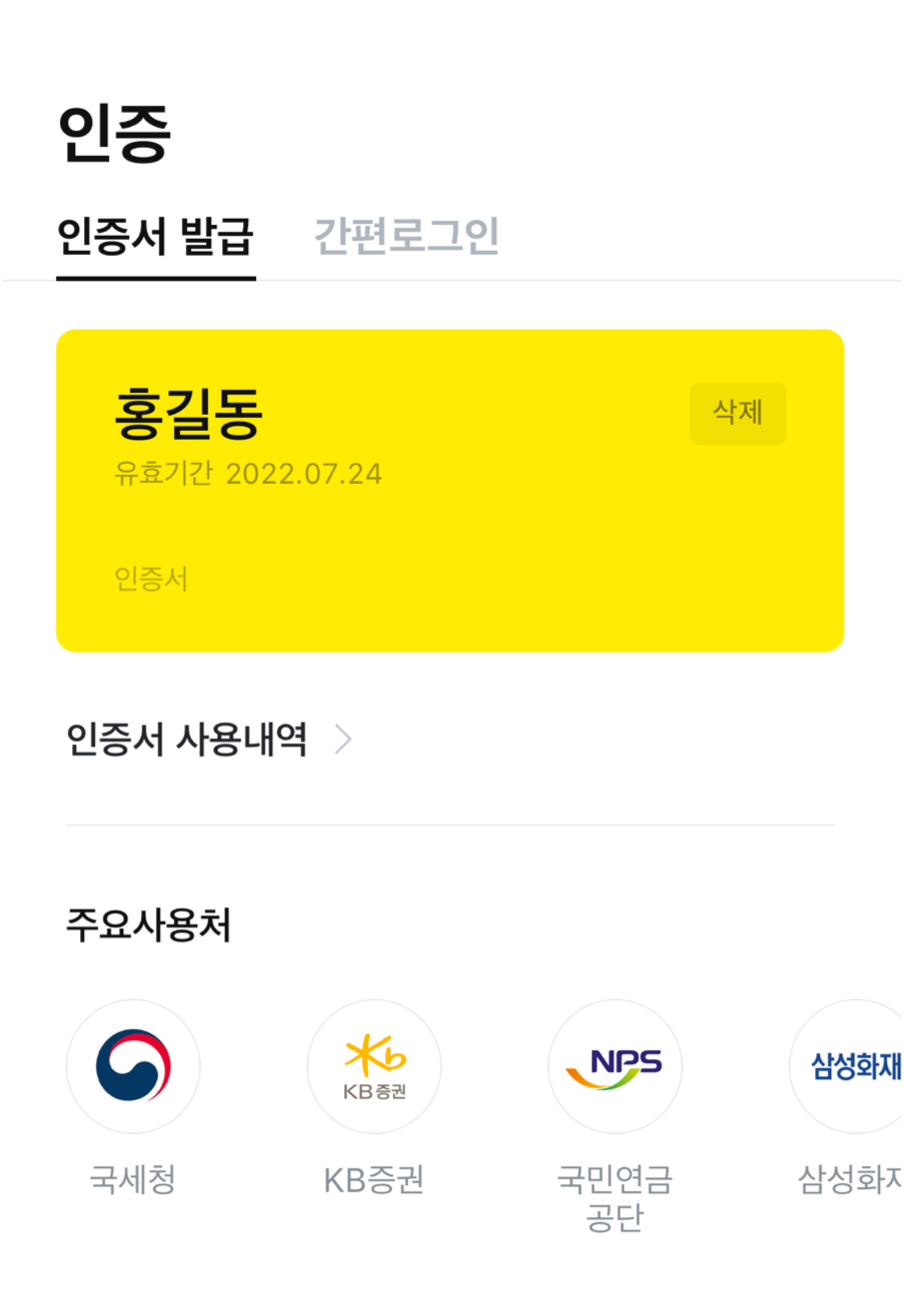 인증
인증서 발급 간편로그인
홍길동 삭제
유효기간 2022.07.24
인증서
인증서 사용내역
주요사용처
Kb
KB증권
NPS
삼성화재
국세청 KB증권 국민연금 삼성화
공단